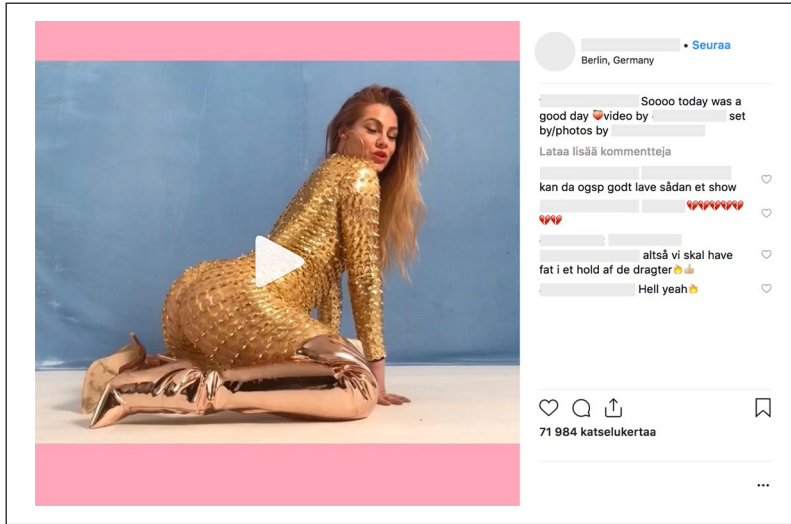 • Seuraa
Berlin, Germany
Soooo today was a
good day 🍑video by set
by/photos by
Lataa lisää kommentteja
kan da ogsp godt lave sådan et show
💔💔💔💔💔💔
💔💔
altså vi skal have
fat i et hold af de dragter🔥👍
Hell yeah🔥
71 984 katselukertaa